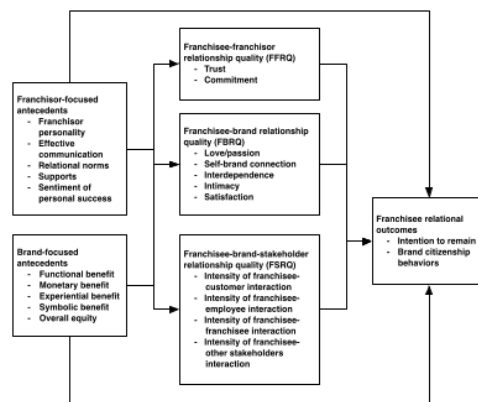 Franchisor-focused
antecedents
- Franchisor
personality
- Effective
communication
- Relational norms
- Supports
- Sentiment of
personal success
Brand-focused
antecedents
- Functional benefit
- Monetary benefit
- Experiential benefit
- Symbolic benefit
- Overall equity
Franchisee-franchisor
relationship quality (FFRQ)
- Trust
- Commitment
Franchisee-brand relationship
quality (FBRQ)
- Love/passion
- Self-brand connection
- Interdependence
- Intimacy
- Satisfaction
Franchisee-brand-stakeholder
relationship quality (FSRQ)
- Intensity of franchisee-
customer interaction
- Intensity of franchisee-
employee interaction
- Intensity of franchisee-
franchisee interaction
- Intensity of franchisee-
other stakeholders
interaction
Franchisee relational
outcomes
- Intention to remain
- Brand citizenship
behaviors